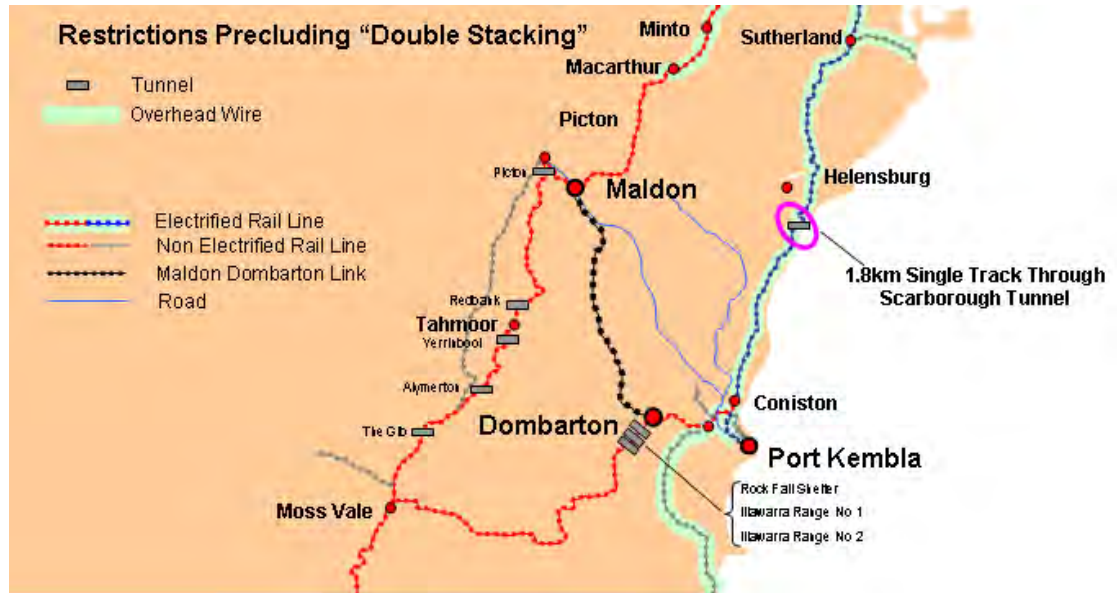 Restrictions Precluding “Double Stacking”
Tunnel
Overhead Wire
Minto
Sutherland
Macarthur
Picton
Picton
Maldon
Helensburg
Electrified Rail Line
Non Electrified Rail Line
Maldon Dombarton Link
Road
1.8km Single Track Through
Scarborough Tunnel
Redbank
Tahmoor
Yerrinbool
Alymerton
The Gib
Coniston
Dombarton
Port Kembla
Rock Fall Shelter
Illawarra Range No 1
Illawarra Range No 2
Moss Vale